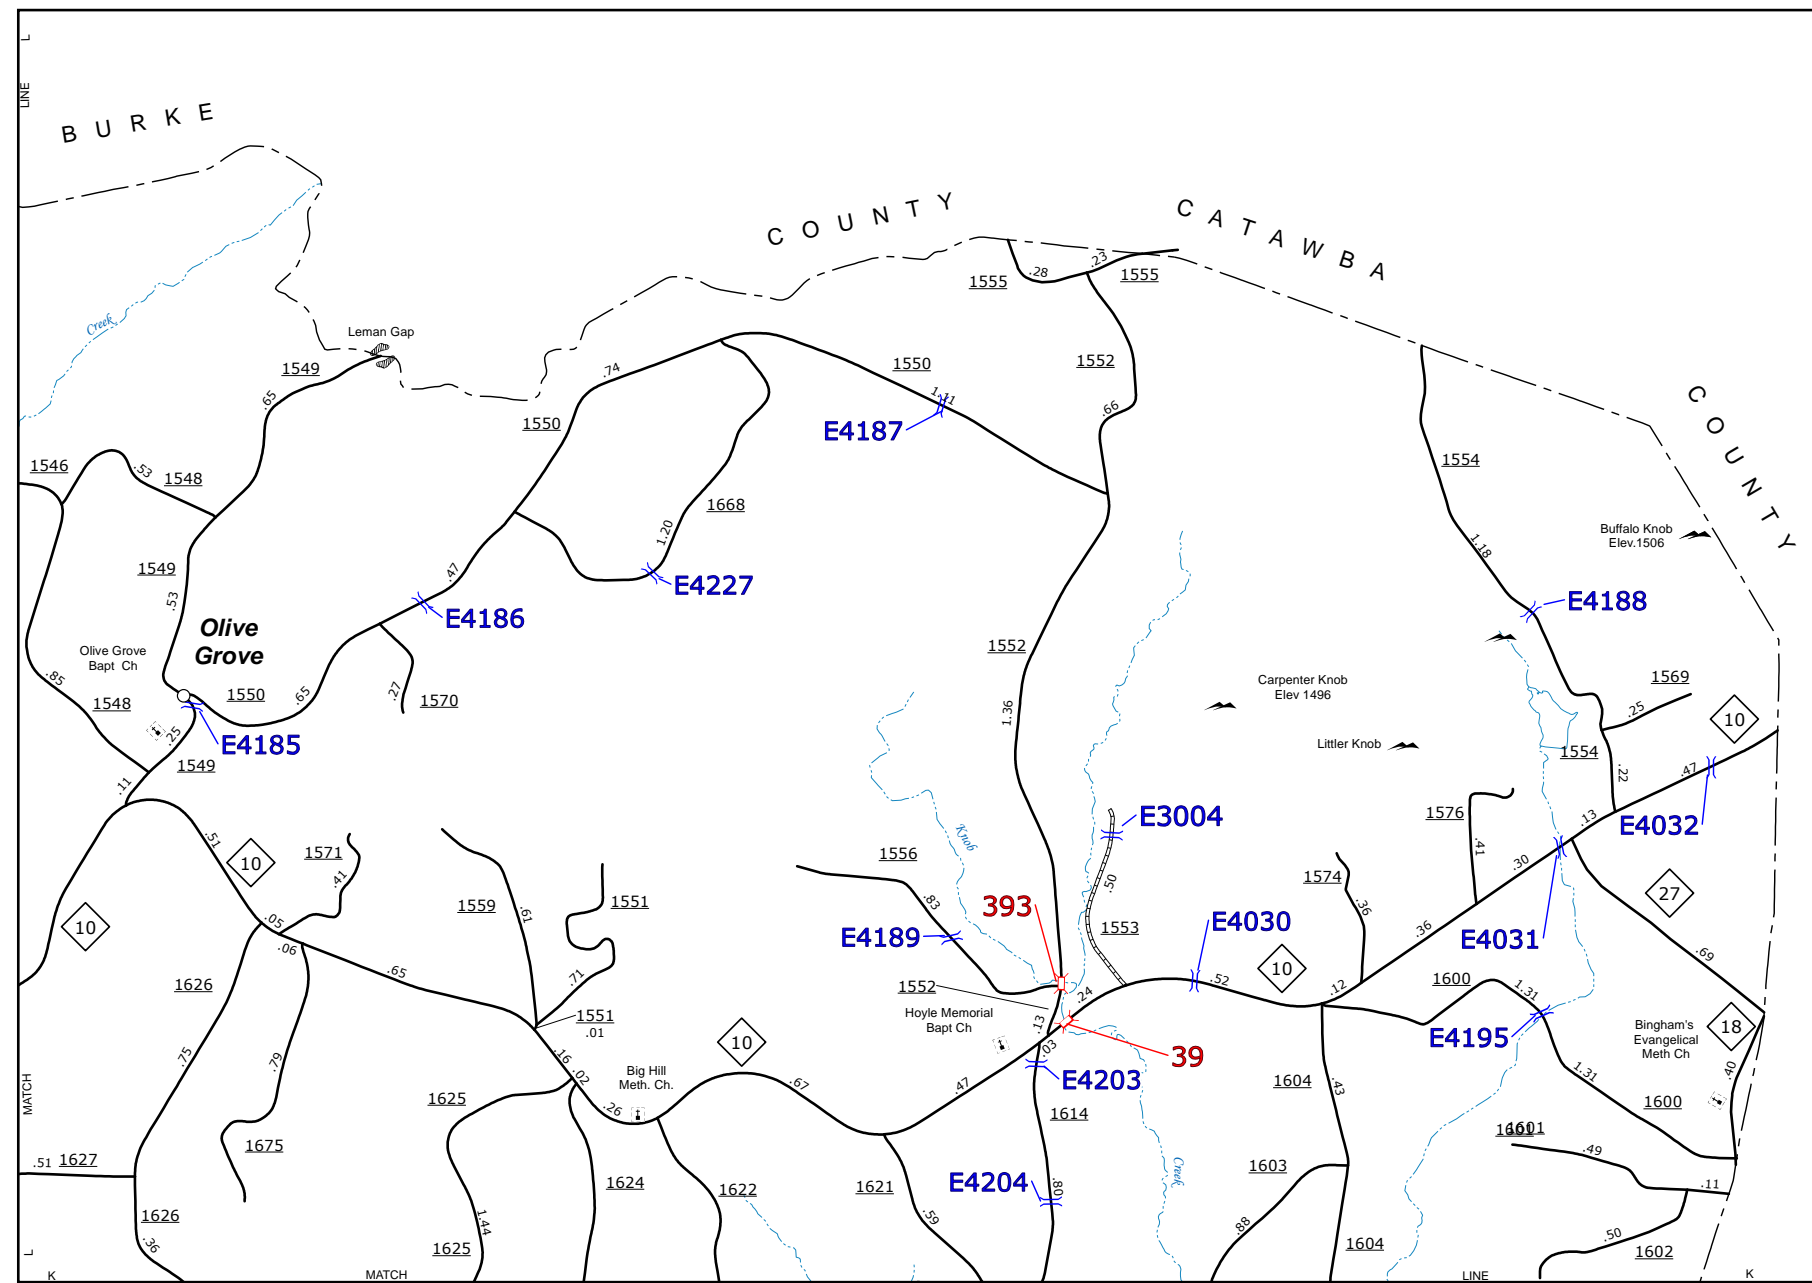 L
LINE
BURKE
COUNTY
CATAWBA
COUNTY
Creek
Leman Gap
1549
.65
.74
1550
1550
1.11
E4187
1555
.28
.23
1555
1552
1552
.66
1554
1.18
Buffalo Knob
Elev.1506
1546
.53
1548
1668
1.20
E4227
.47
E4186
1549
.53
Olive
Grove
Olive Grove
Bapt Ch
.85
1548
1550
.65
.27
1570
E4185
.25
1549
.11
1.36
E4188
Carpenter Knob
Elev 1496
Littler Knob
1569
.25
10
1554
.22
.47
E4032
.13
1576
.41
.30
E4031
27
.69
.51
10
1571
.41
10
.05
.06
1559
.61
1551
.71
1556
.83
Knob
E4189
393
E3004
.50
1553
E4030
.52
10
1574
.36
.36
.12
1600
1.31
E4195
18
Bingham's
Evangelical
Meth Ch
.40
1626
.65
1552
Hoyle Memorial
Bapt Ch
.13
.24
.03
39
E4203
1614
1551
.01
.16
.02
10
.75
.79
Big Hill
Meth. Ch.
.26
.67
.47
1604
.43
1.31
1600
1601
1601
.49
MATCH
1625
1675
.51
1627
1624
1622
1621
E4204
.80
Creek
1603
.11
1626
.36
1.44
1625
.59
.88
1604
.50
1602
L
K
MATCH
LINE
K